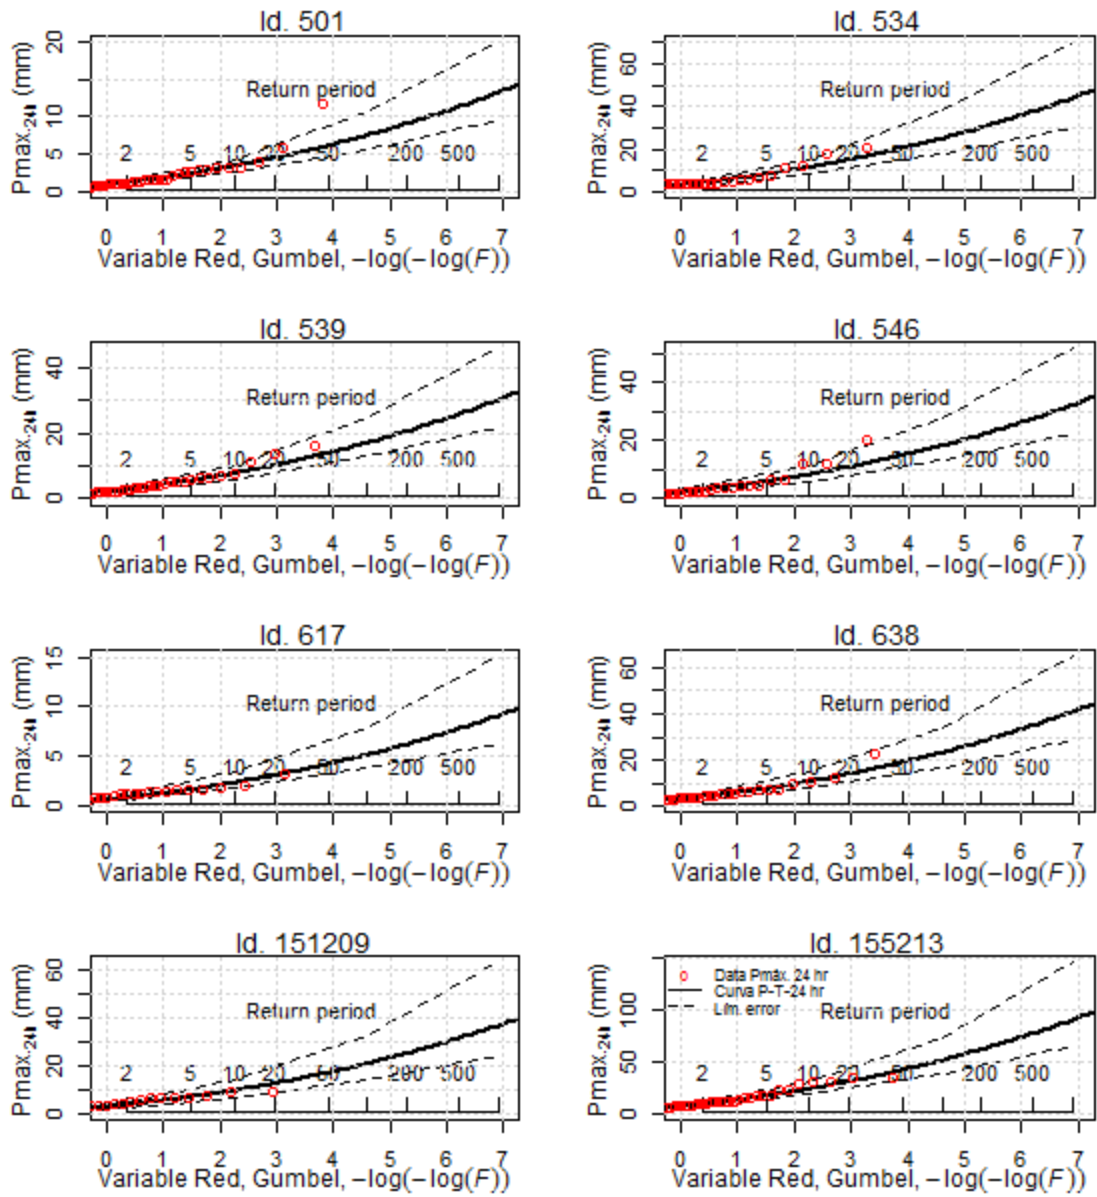 Id. 501
Pmax.24h (mm)
20
10
5
0
Return period
2 5 10 20 50 200 500
0 1 2 3 4 5 6 7
Variable Red, Gumbel, −log(−log(F))
Id. 534
Pmax.24h (mm)
60
40
20
0
Return period
2 5 10 20 50 200 500
0 1 2 3 4 5 6 7
Variable Red, Gumbel, −log(−log(F))
Id. 539
Pmax.24h (mm)
40
20
0
Return period
2 5 10 20 50 200 500
0 1 2 3 4 5 6 7
Variable Red, Gumbel, −log(−log(F))
Id. 546
Pmax.24h (mm)
40
20
0
Return period
2 5 10 20 50 200 500
0 1 2 3 4 5 6 7
Variable Red, Gumbel, −log(−log(F))
Id. 617
Pmax.24h (mm)
15
10
5
0
Return period
2 5 10 20 50 200 500
0 1 2 3 4 5 6 7
Variable Red, Gumbel, −log(−log(F))
Id. 638
Pmax.24h (mm)
60
40
20
0
Return period
2 5 10 20 50 200 500
0 1 2 3 4 5 6 7
Variable Red, Gumbel, −log(−log(F))
Id. 151209
Pmax.24h (mm)
60
40
20
0
Return period
2 5 10 20 50 200 500
0 1 2 3 4 5 6 7
Variable Red, Gumbel, −log(−log(F))
Id. 155213
Pmax.24h (mm)
100
50
0
Data Pmáx. 24 hr
Curva P-T-24 hr
Lím. error
Return period
2 5 10 20 50 200 500
0 1 2 3 4 5 6 7
Variable Red, Gumbel, −log(−log(F))